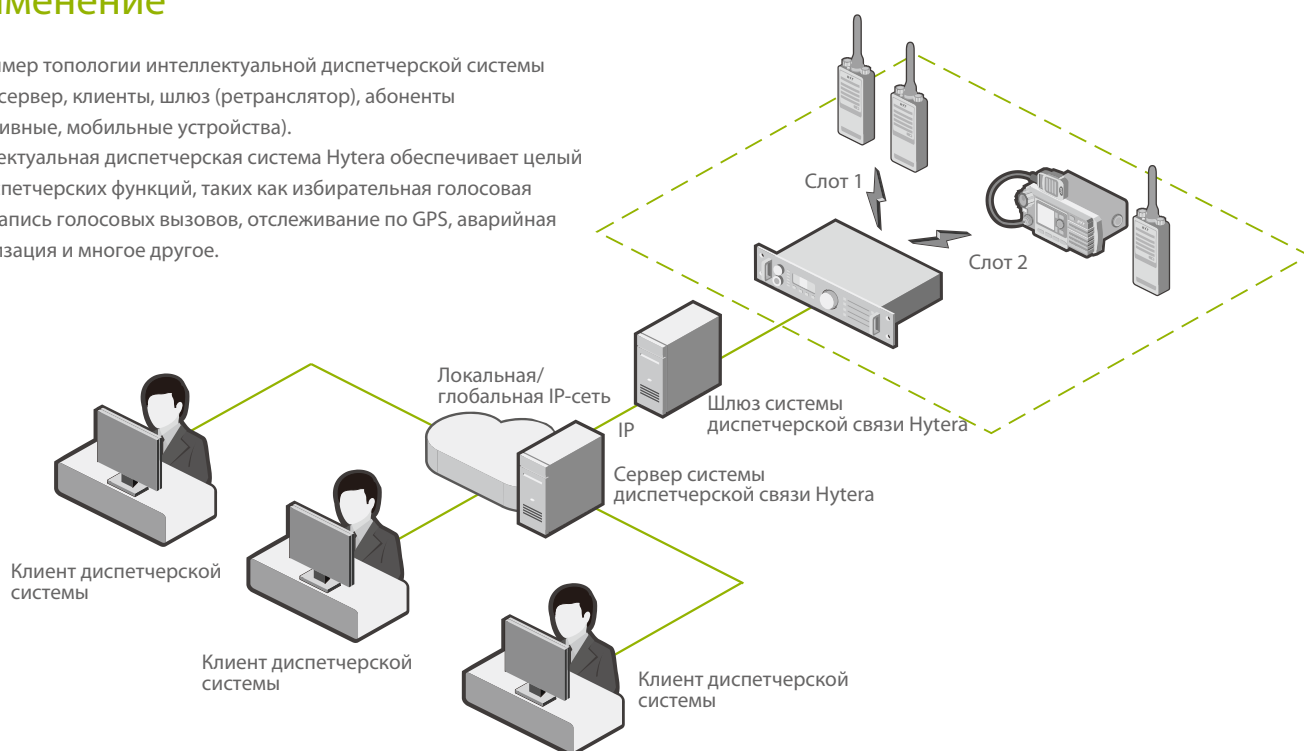 именение
имер топологии интеллектуальной диспетчерской системы
сервер, клиенты, шлюз (ретранслятор), абоненты
ивные, мобильные устройства).
ектуальная диспетчерская система Hytera обеспечивает целый
петчерских функций, таких как избирательная голосовая
апись голосовых вызовов, отслеживание по GPS, аварийная
изация и многое другое.
Слот 1
Слот 2
Локальная/
глобальная IP-сеть
IP
Шлюз системы
диспетчерской связи Hytera
Сервер системы
диспетчерской связи Hytera
Клиент диспетчерской
системы
Клиент диспетчерской
системы
Клиент диспетчерской
системы